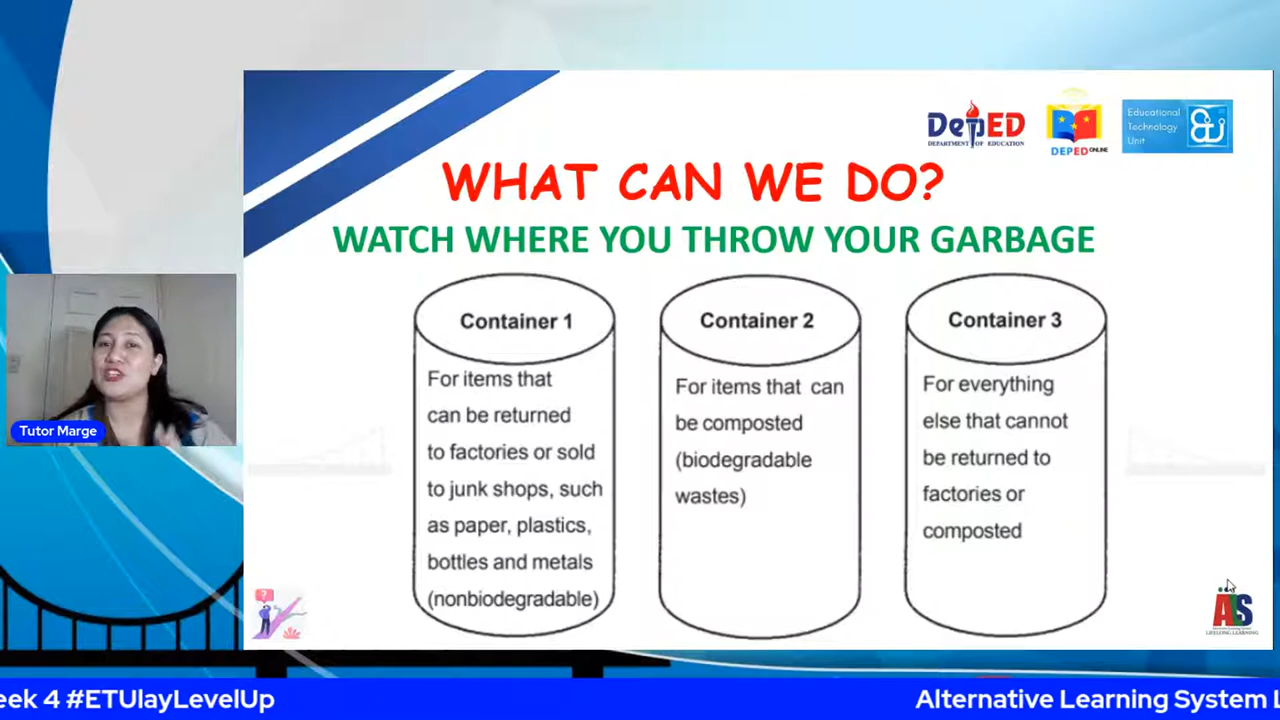 DepED
DEPARTMENT OF EDUCATION
DEPED ONLINE
Educational
Technology
Unit
WHAT CAN WE DO?
WATCH WHERE YOU THROW YOUR GARBAGE
Container 1
For items that
can be returned
to factories or sold
to junk shops, such
as paper, plastics,
bottles and metals
(nonbiodegradable)
Container 2
For items that can
be composted
(biodegradable
wastes)
Container 3
For everything
else that cannot
be returned to
factories or
composted
Tutor Marge
?
ALS
LIFELONG LEARNING
eek 4 #ETUlayLevelUp
Alternative Learning System L